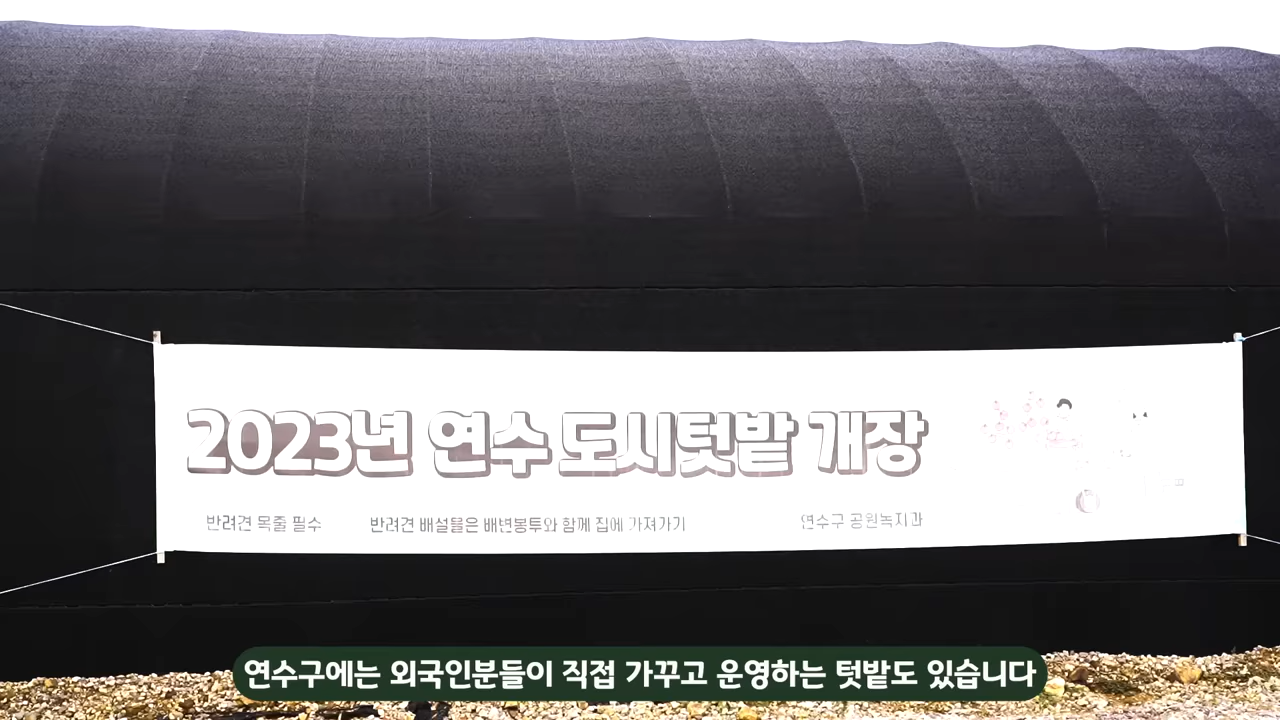 2023년 연수 도시텃밭 개장
반려견 목줄 필수 반려견 배설물은 배변봉투와 함께 집에 가져가기 연수구 공원녹지과
연수구에는 외국인분들이 직접 가꾸고 운영하는 텃밭도 있습니다